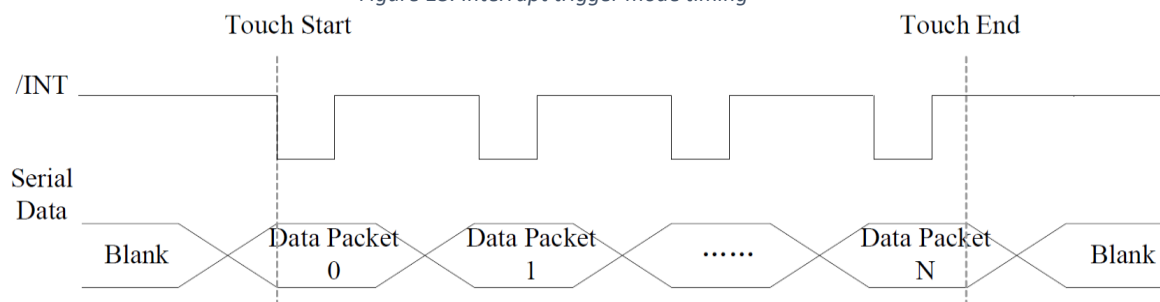 Figure 13. Interrupt trigger mode timing
Touch Start
Touch End
/INT
Serial
Data
Blank
Data Packet
0
Data Packet
1
......
Data Packet
N
Blank